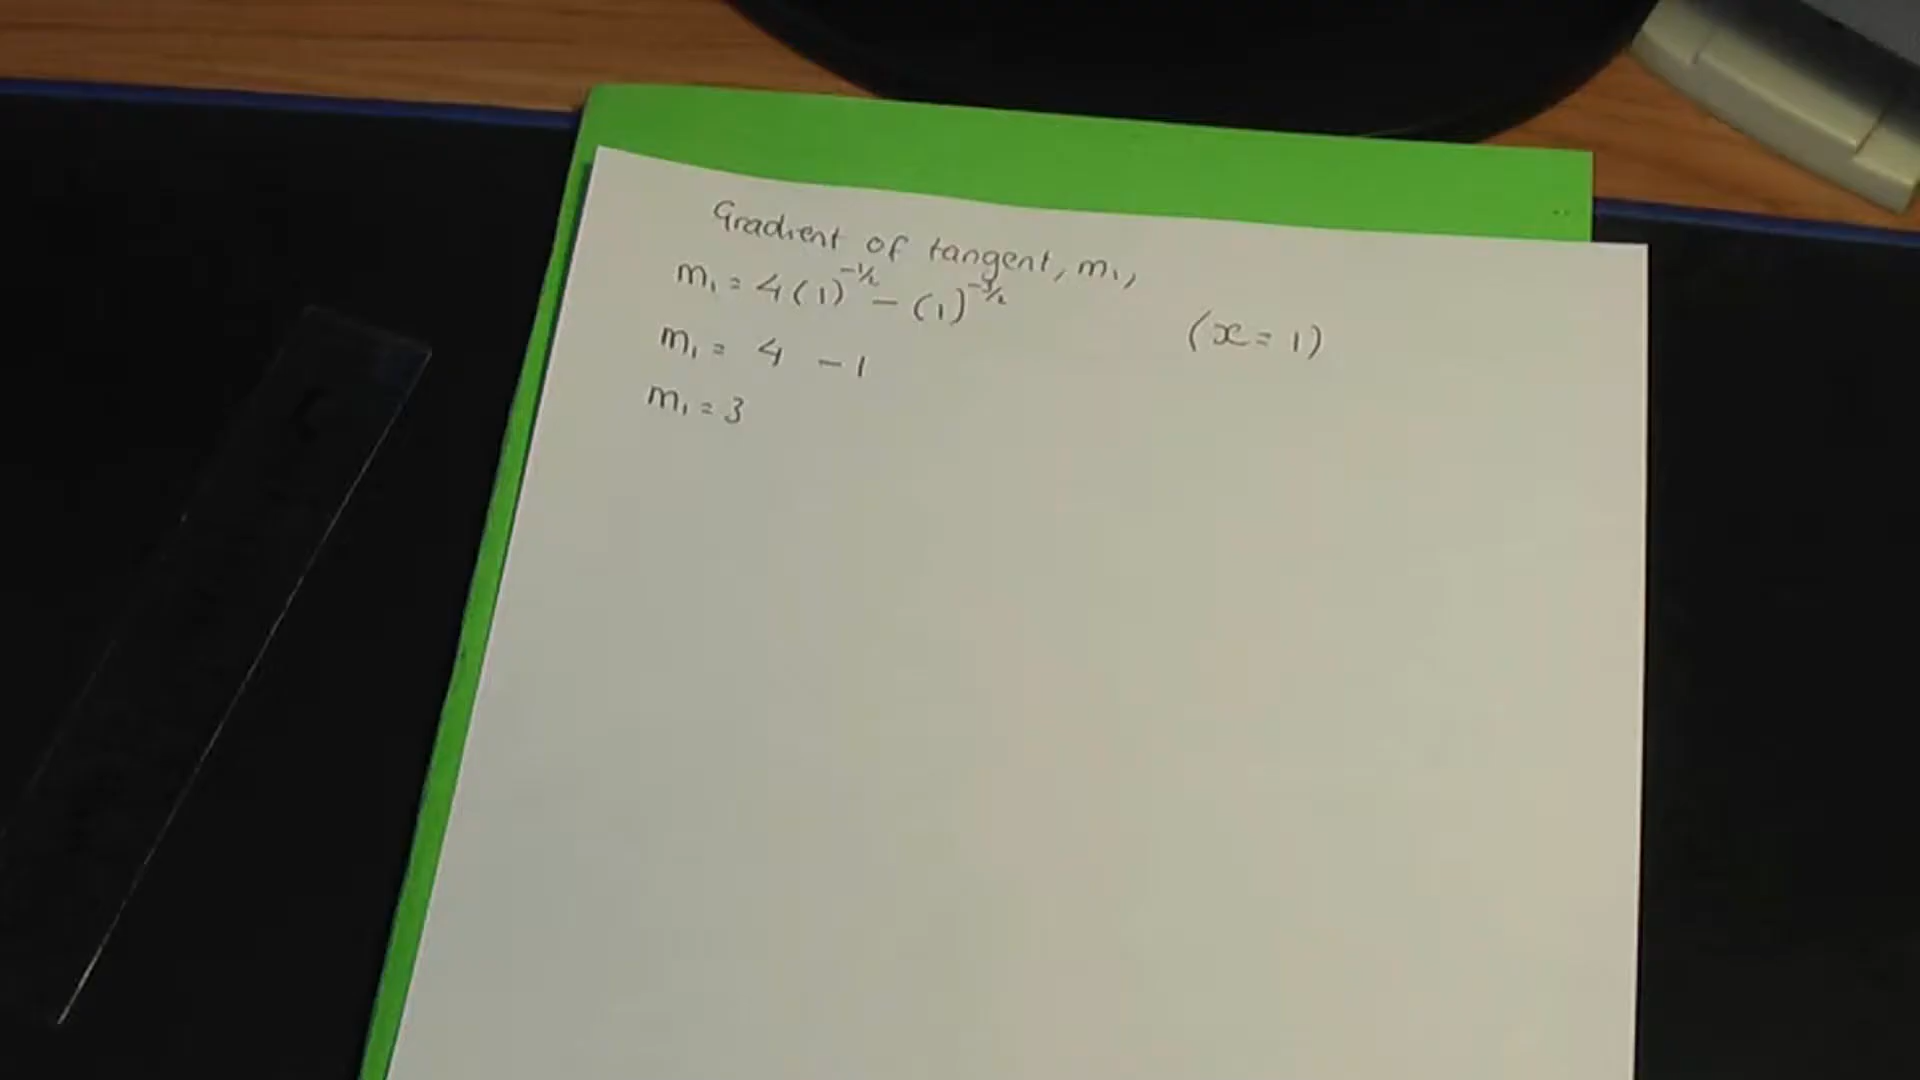 Gradient of tangent, m₁,
m₁ = 4(1)^-1/2 - (1)^-3/2
(x = 1)
m₁ = 4 - 1
m₁ = 3